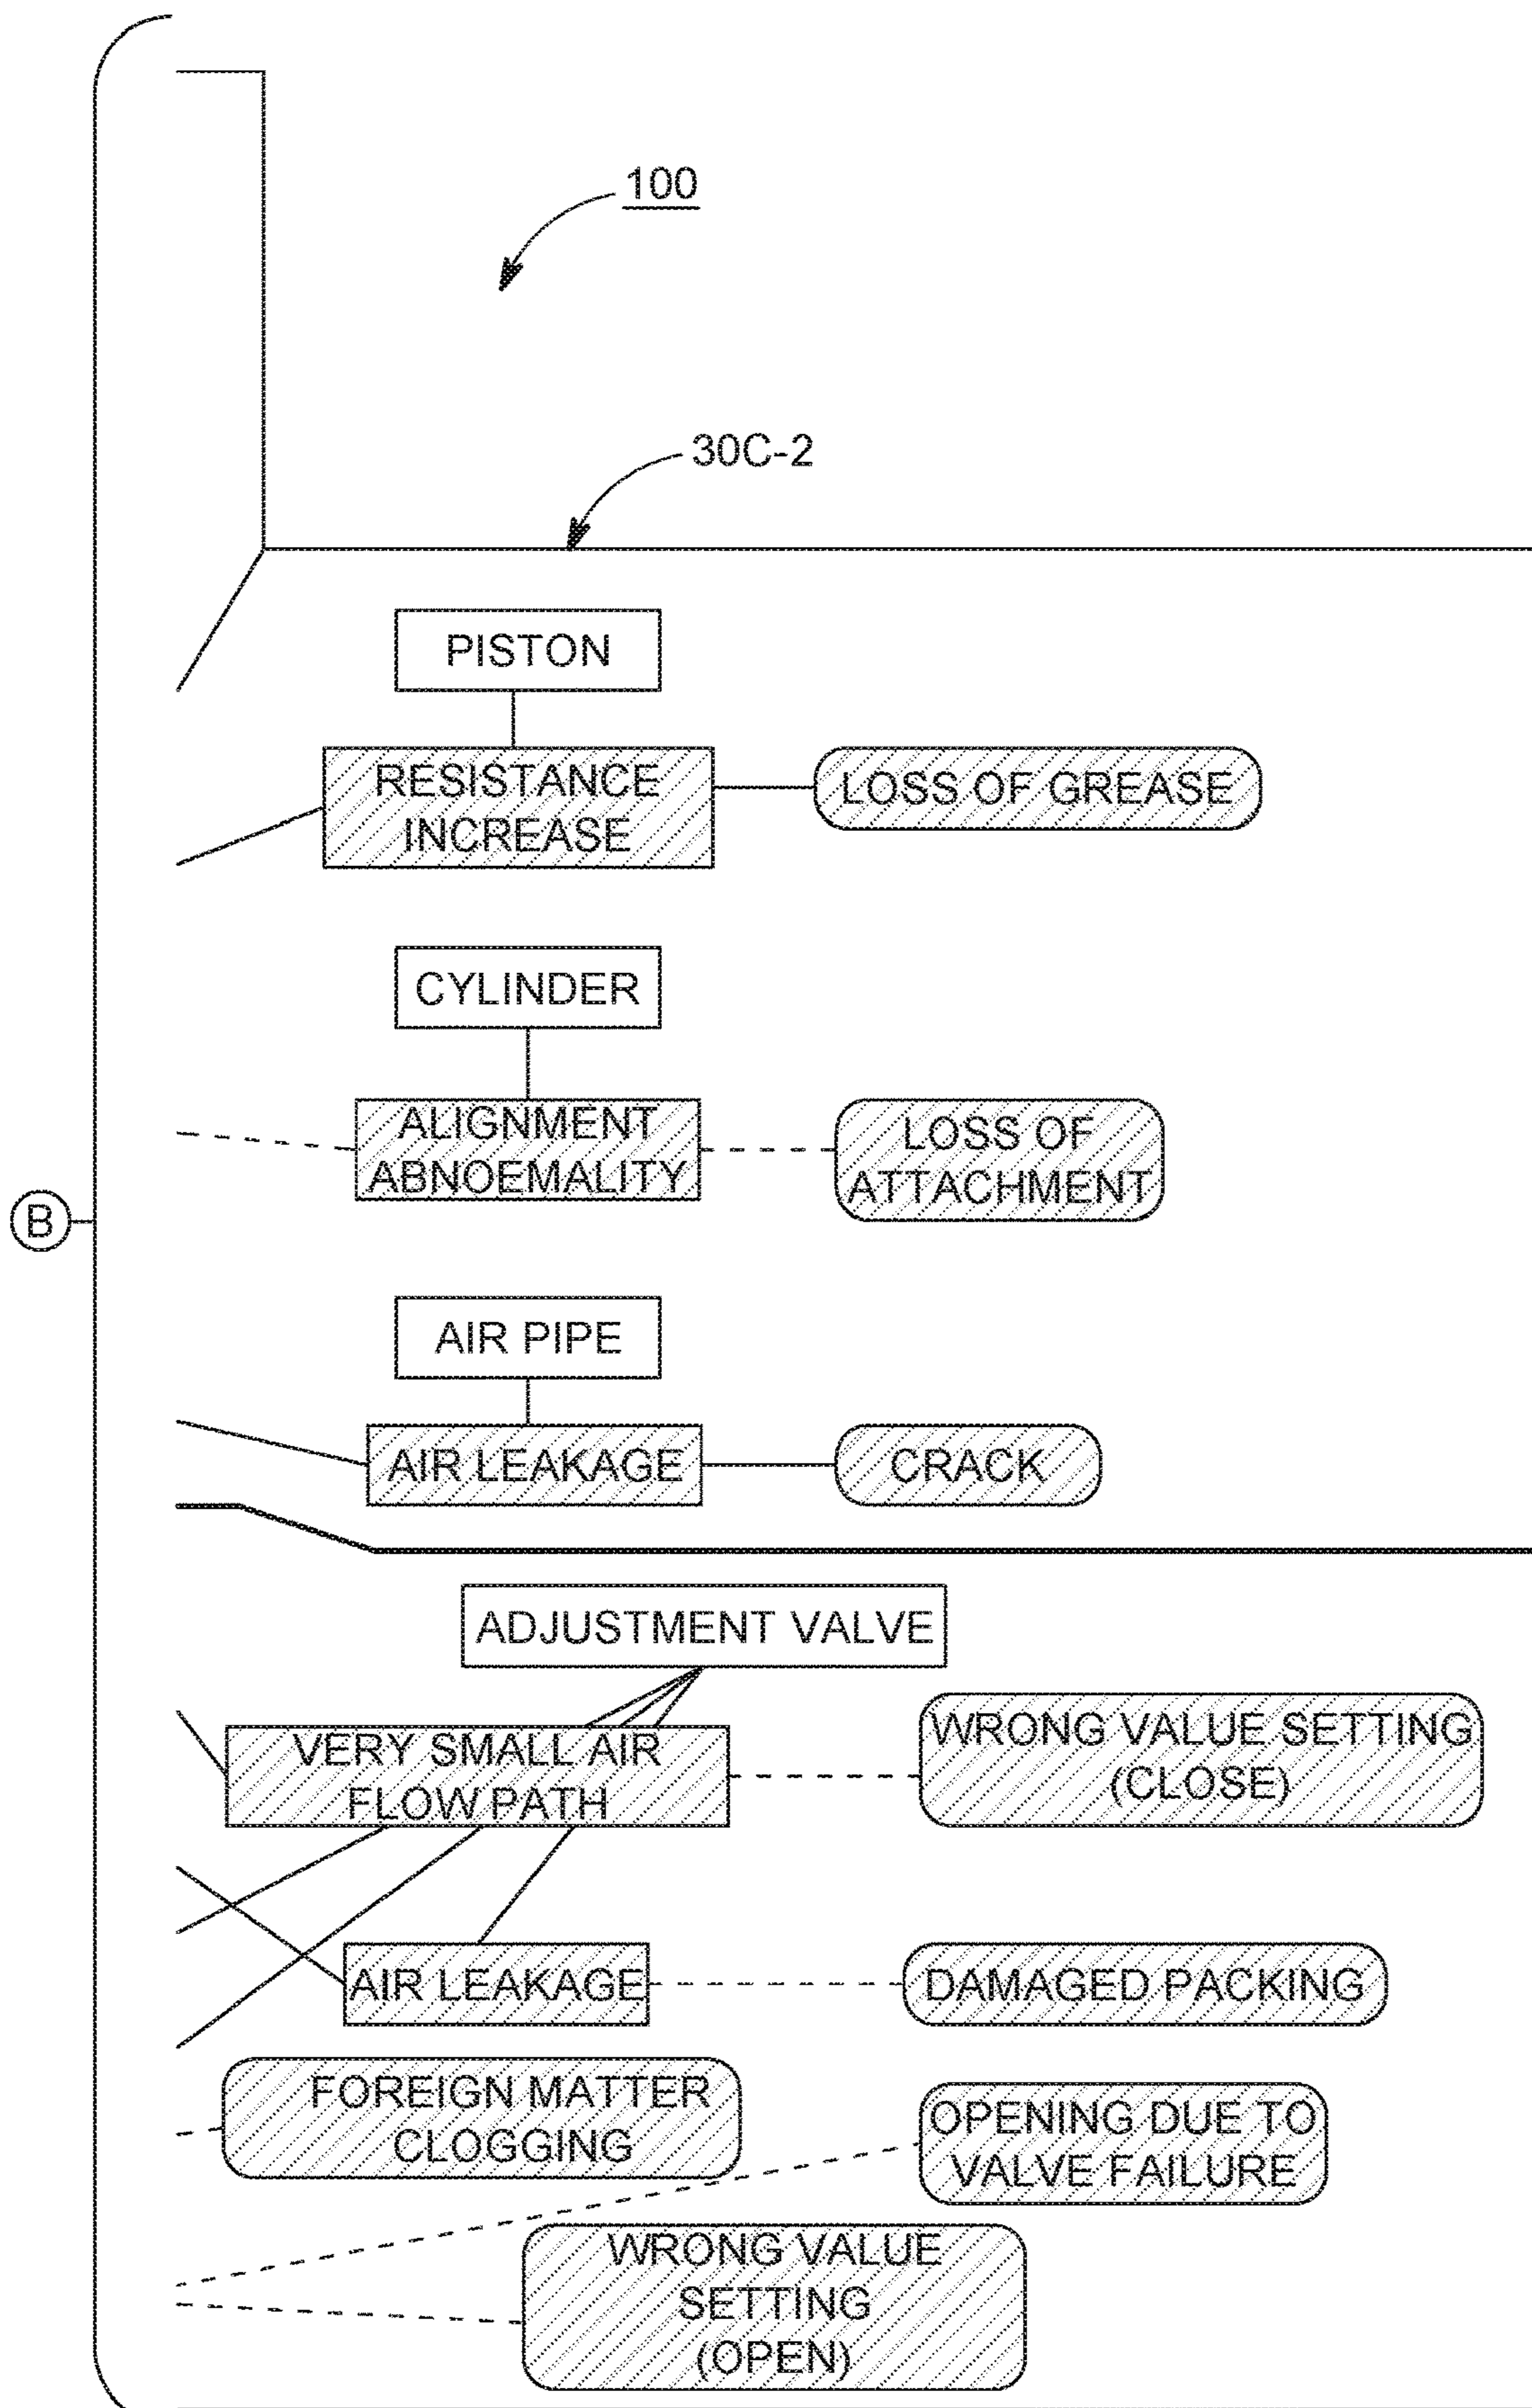 100
30C-2
PISTON
RESISTANCE
INCREASE
LOSS OF GREASE
CYLINDER
ALIGNMENT
ABNOEMALITY
LOSS OF
ATTACHMENT
B
AIR PIPE
AIR LEAKAGE
CRACK
ADJUSTMENT VALVE
VERY SMALL AIR
FLOW PATH
WRONG VALUE SETTING
(CLOSE)
AIR LEAKAGE
DAMAGED PACKING
FOREIGN MATTER
CLOGGING
OPENING DUE TO
VALVE FAILURE
WRONG VALUE
SETTING
(OPEN)